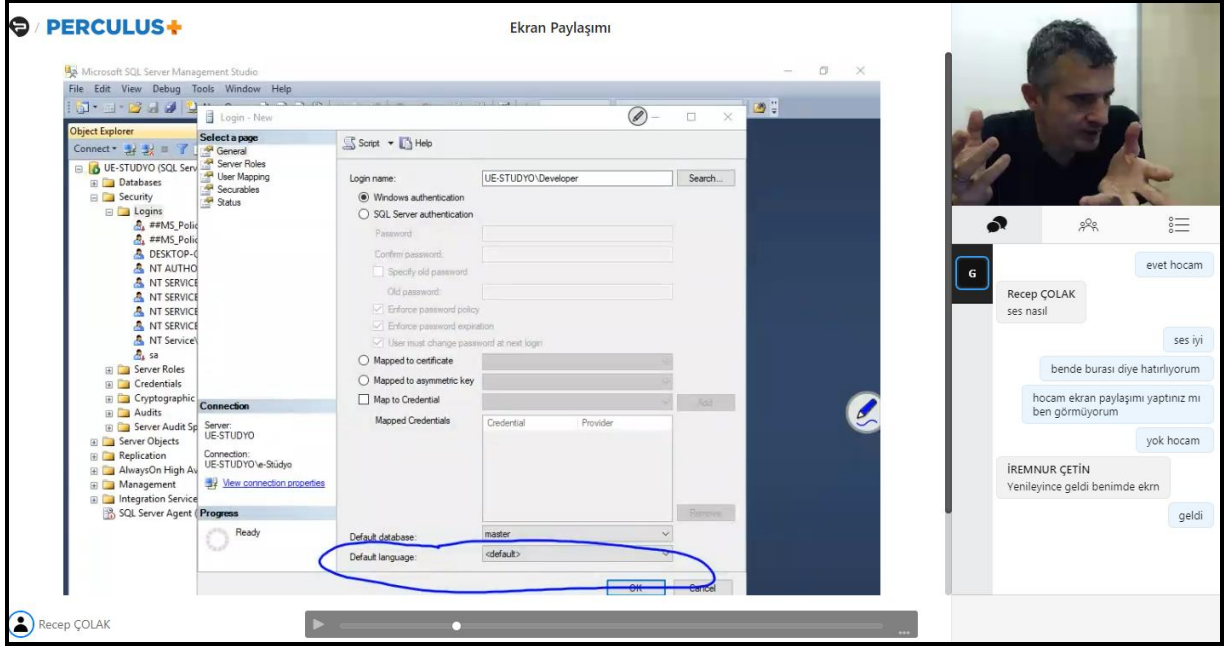 / PERCULUS+
Ekran Paylaşımı
Microsoft SQL Server Management Studio
File Edit View Debug Tools Window Help
Object Explorer
Connect
UE-STUDYO (SQL Serv
Databases
Security
Logins
##MS_Polic
##MS_Polic
DESKTOP-
NT AUTHO
NT SERVICE
NT SERVICE
NT SERVICE
NT SERVICE
NT Service\
sa
Server Roles
Credentials
Cryptographic
Audits
Server Audit Sp
Server Objects
Replication
AlwaysOn High Av
Management
Integration Service
SQL Server Agent (
Login - New
Select a page
General
Server Roles
User Mapping
Securables
Status
Connection
Server:
UE-STUDYO
Connection:
UE-STUDYO\e-Stüdyo
View connection properties
Progress
Ready
Script Help
Login name: UE-STUDYO\Developer Search...
Windows authentication
SQL Server authentication
Password:
Confirm password:
Specify old password
Old password:
Enforce password policy
Enforce password expiration
User must change password at next login
Mapped to certificate
Mapped to asymmetric key
Map to Credential Add
Mapped Credentials Credential Provider
Remove
Default database: master
Default language: <default>
OK Cancel
Recep ÇOLAK
G
evet hocam
Recep ÇOLAK
ses nasıl
ses iyi
bende burası diye hatırlıyorum
hocam ekran paylaşımı yaptınız mı
ben görmüyorum
yok hocam
İREMNUR ÇETİN
Yenileyince geldi benimde ekrn
geldi